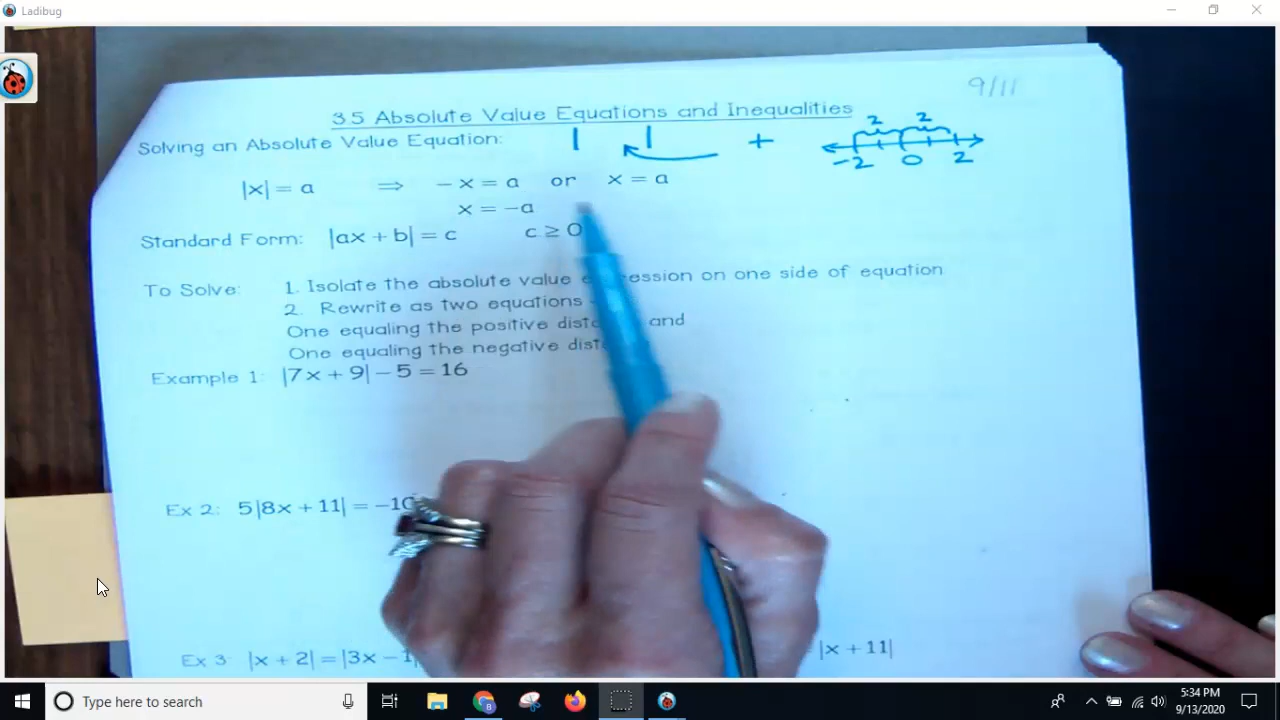 Ladibug
9/11
3.5 Absolute Value Equations and Inequalities
Solving an Absolute Value Equation: | | + 2 2
-2 0 2
|x| = a ⟹ -x = a or x = a
x = -a
Standard Form: |ax + b| = c c ≥ 0
To Solve: 1. Isolate the absolute value ession on one side of equation
2. Rewrite as two equations
One equaling the positive dist and
One equaling the negative dist
Example 1: |7x + 9| - 5 = 16
Ex 2: 5|8x + 11| = -10
Ex 3: |x + 2| = |3x - 1| |x + 11|
Type here to search
5:34 PM
9/13/2020